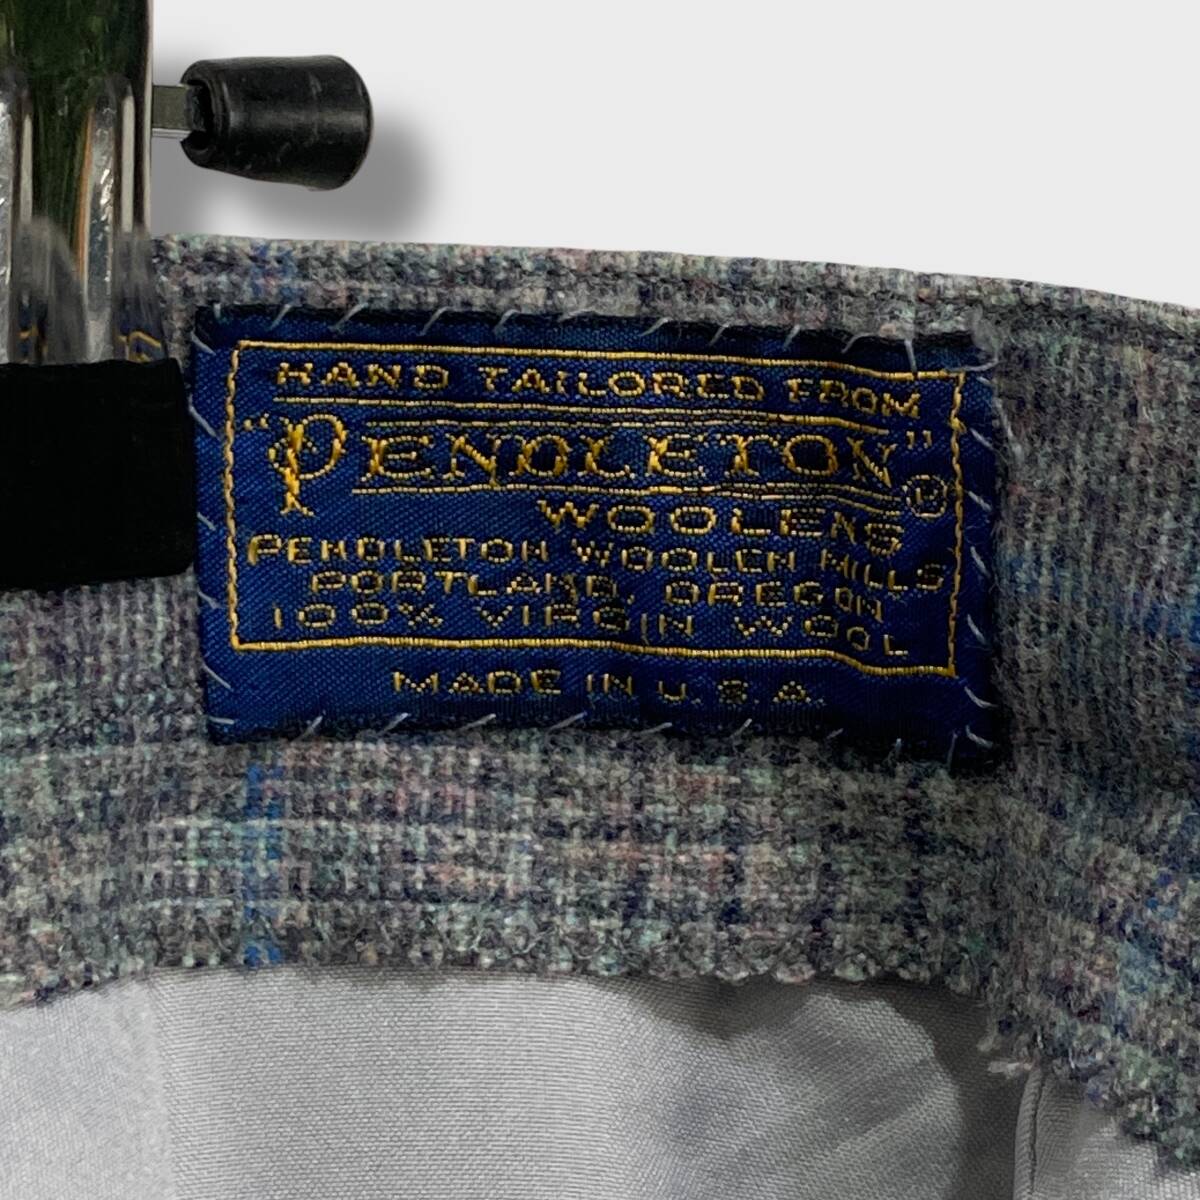 HAND TAILORED FROM
"PENDLETON" ©
WOOLENS
PENDLETON WOOLEN MILLS
PORTLAND, OREGON
100% VIRGIN WOOL
MADE IN U.S.A.